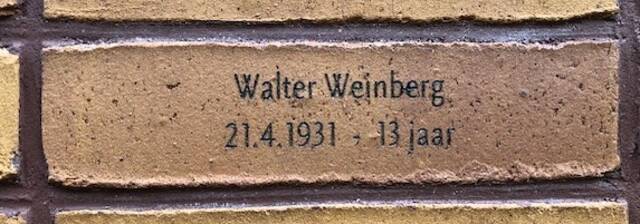 Walter Weinberg
21.4.1931 - 13 jaar